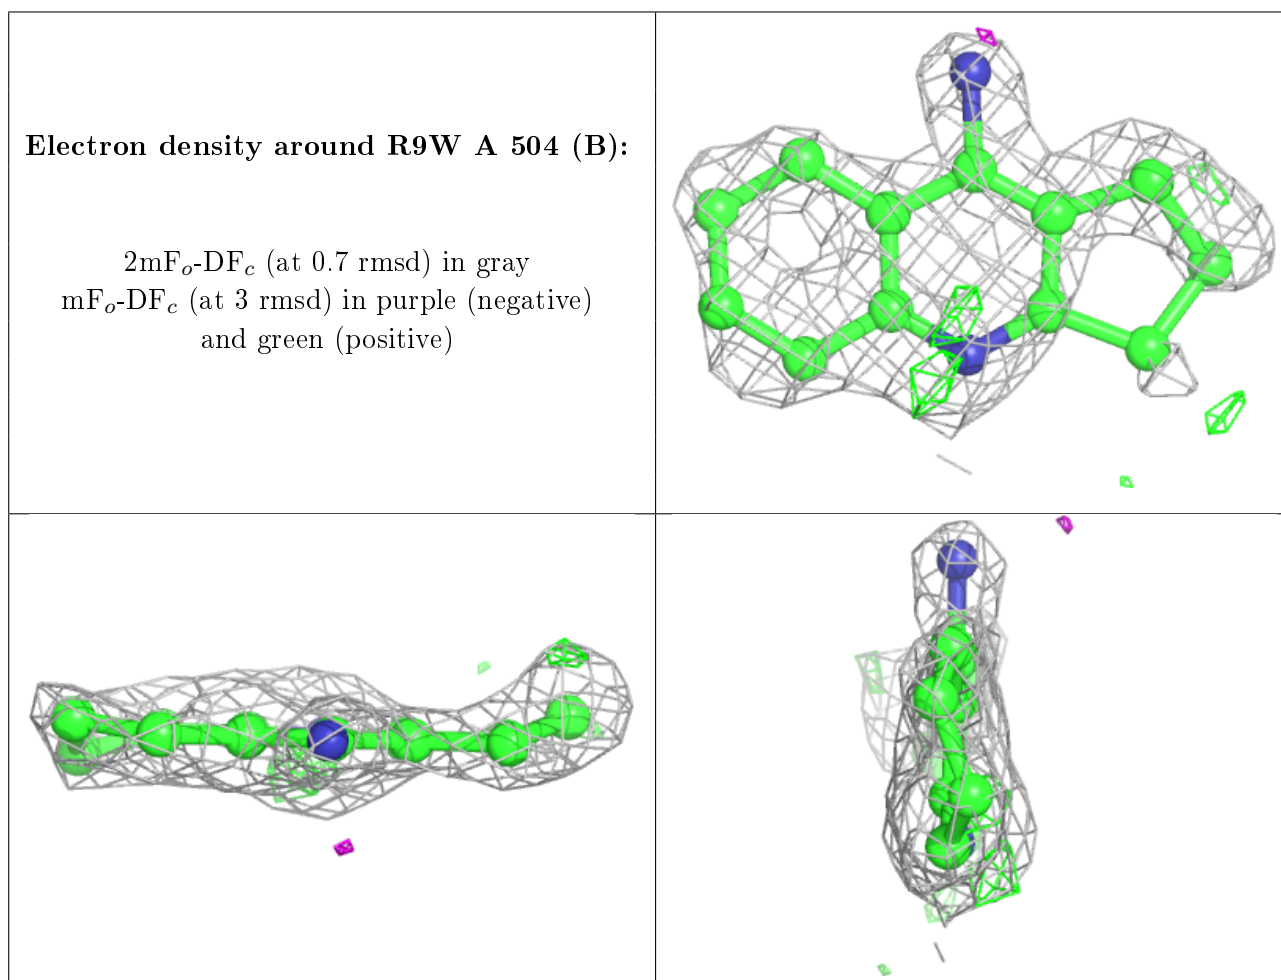 Electron density around R9W A 504 (B):
2mFo-DFc (at 0.7 rmsd) in gray
mFo-DFc (at 3 rmsd) in purple (negative)
and green (positive)